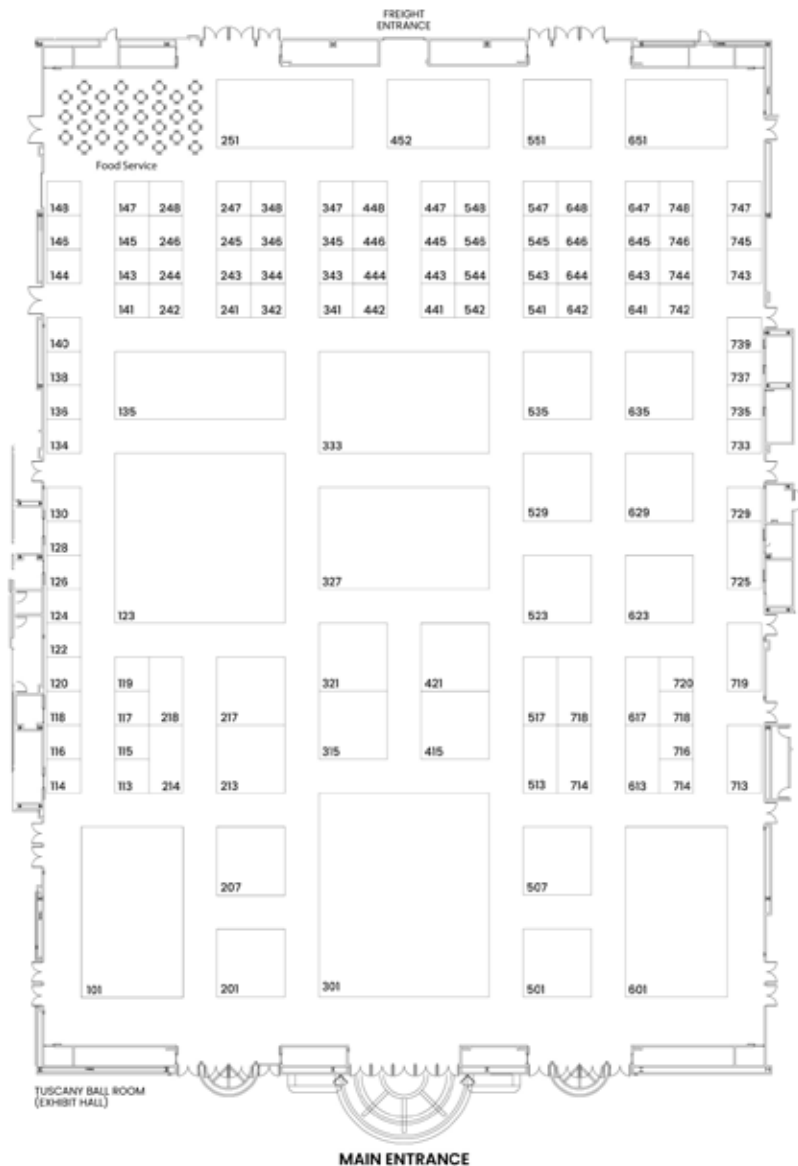 FREIGHT
ENTRANCE
251 452 551 651
Food Service
148 147 248 247 348 347 448 447 548 547 648 647 748 747
146 145 246 245 346 345 446 445 546 545 646 645 746 745
144 143 244 243 344 343 444 443 544 543 644 643 744 743
141 242 241 342 341 442 441 542 541 642 641 742
140 739
138 737
136 135 535 635 735
134 333 733
130 529 629 729
128
126 327 725
124 123 523 623
122
120 119 321 421 720 719
118 117 218 217 517 718 617 718
116 115 315 415 716
114 113 214 213 513 714 613 714 713
207 507
101 201 301 501 601
TUSCANY BALL ROOM
(EXHIBIT HALL)
MAIN ENTRANCE